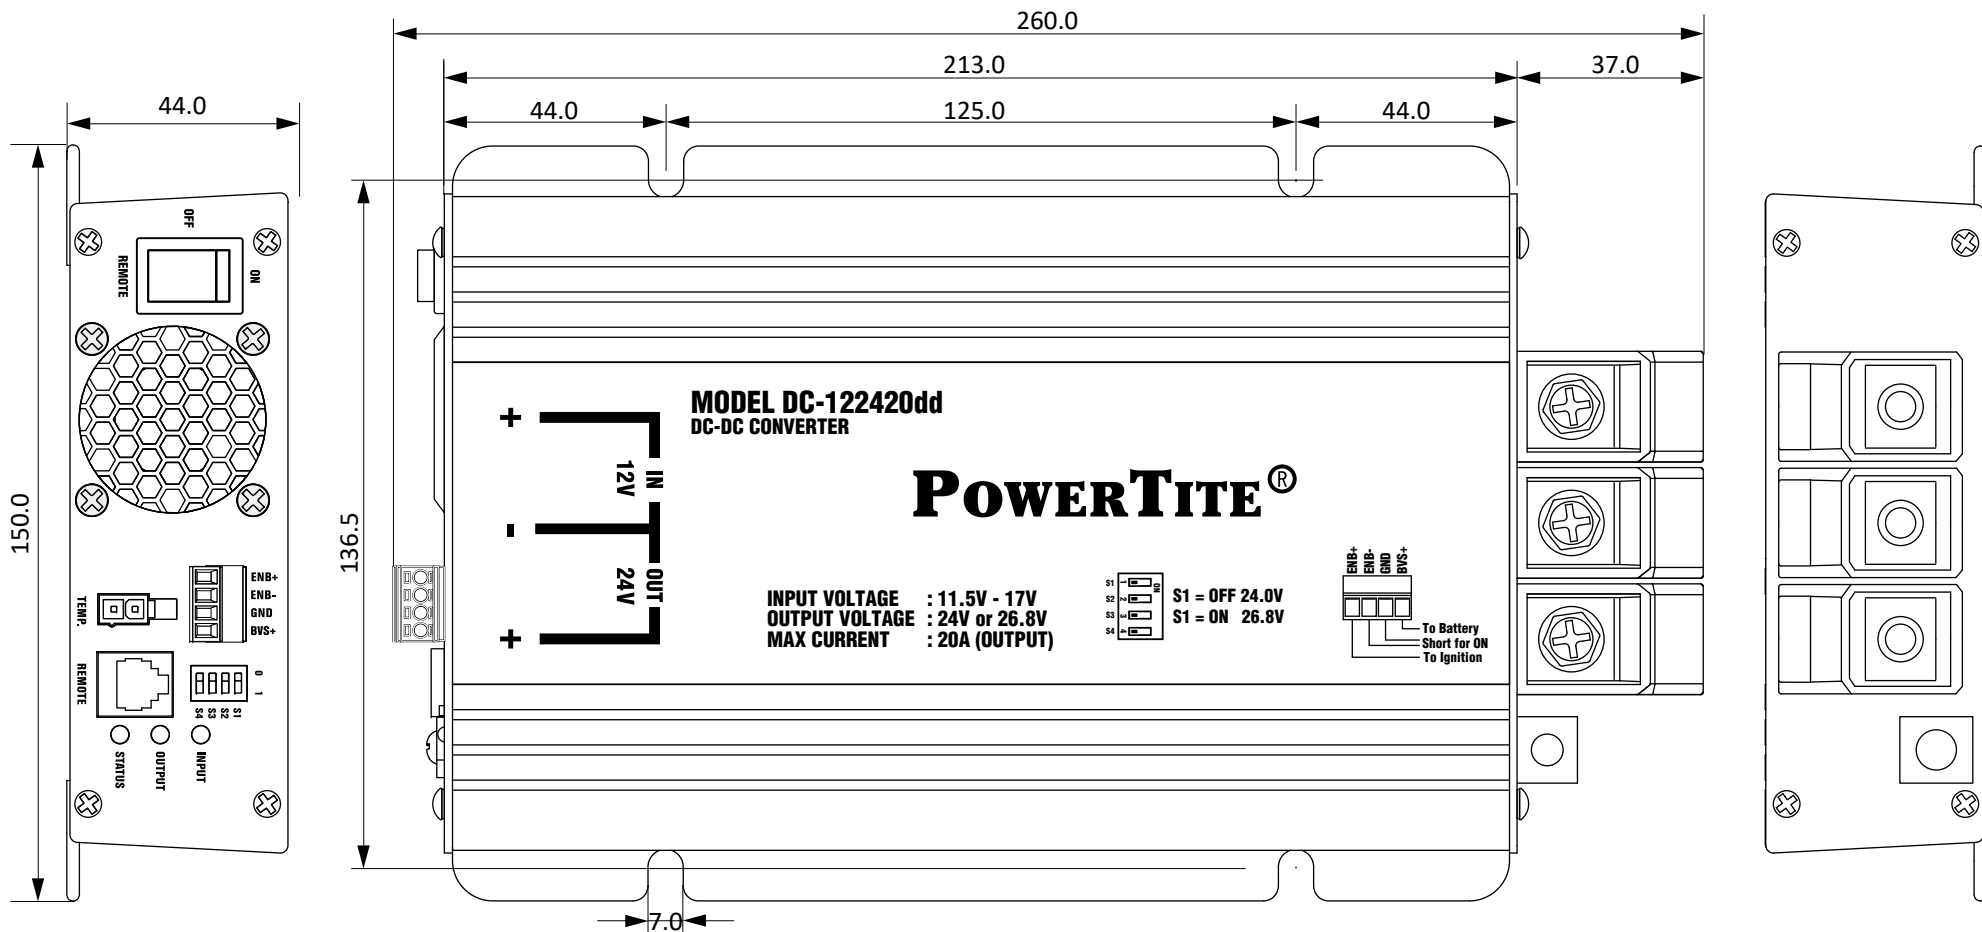 260.0
213.0
37.0
44.0
125.0
44.0
44.0
150.0
136.5
7.0
OFF
REMOTE
ON
TEMP.
ENB+
ENB-
GND
BVS+
REMOTE
0
1
S4
S3
S2
S1
STATUS
OUTPUT
INPUT
MODEL DC-122420dd
DC-DC CONVERTER
+
IN
12V
-
OUT
24V
+
POWERTITE®
INPUT VOLTAGE : 11.5V - 17V
OUTPUT VOLTAGE : 24V or 26.8V
MAX CURRENT : 20A (OUTPUT)
S1 1 ON
S2 2
S3 3
S4 4
S1 = OFF 24.0V
S1 = ON 26.8V
ENB+
ENB-
GND
BVS+
To Battery
Short for ON
To Ignition